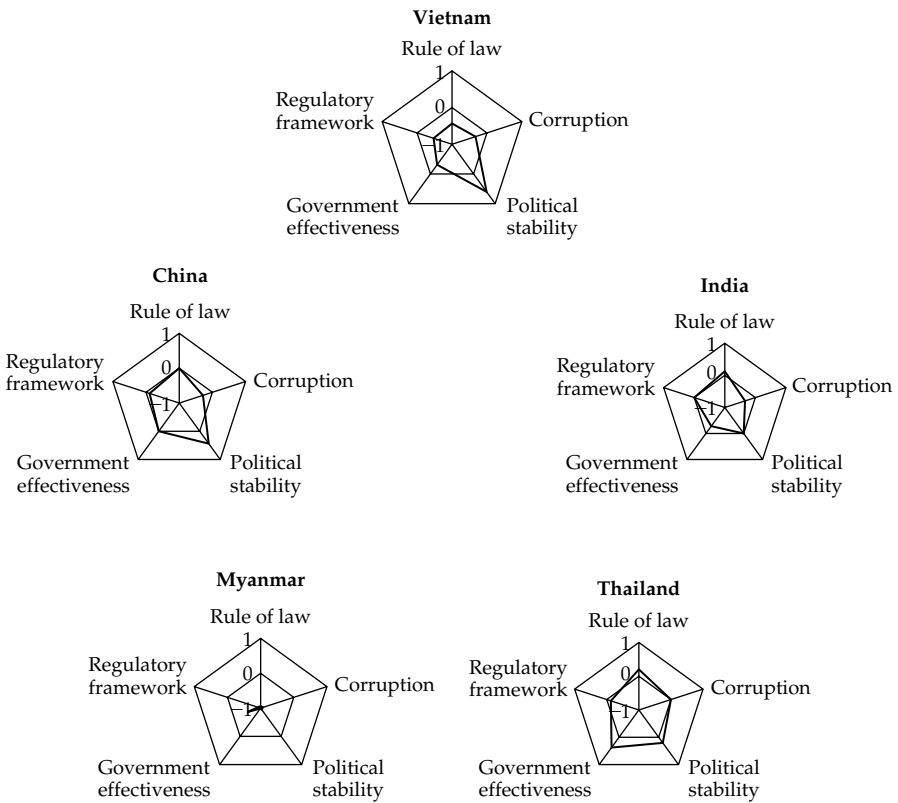 Vietnam
Rule of law
1
Regulatory
framework
0
Corruption
−1
Government
effectiveness
Political
stability
China
Rule of law
1
Regulatory
framework
0
Corruption
−1
Government
effectiveness
Political
stability
India
Rule of law
1
Regulatory
framework
0
Corruption
−1
Government
effectiveness
Political
stability
Myanmar
Rule of law
1
Regulatory
framework
0
Corruption
−1
Government
effectiveness
Political
stability
Thailand
Rule of law
1
Regulatory
framework
0
Corruption
−1
Government
effectiveness
Political
stability